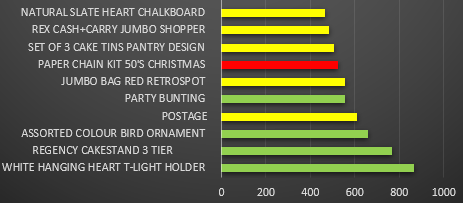 NATURAL SLATE HEART CHALKBOARD
REX CASH+CARRY JUMBO SHOPPER
SET OF 3 CAKE TINS PANTRY DESIGN
PAPER CHAIN KIT 50'S CHRISTMAS
JUMBO BAG RED RETROSPOT
PARTY BUNTING
POSTAGE
ASSORTED COLOUR BIRD ORNAMENT
REGENCY CAKESTAND 3 TIER
WHITE HANGING HEART T-LIGHT HOLDER
0 200 400 600 800 1000